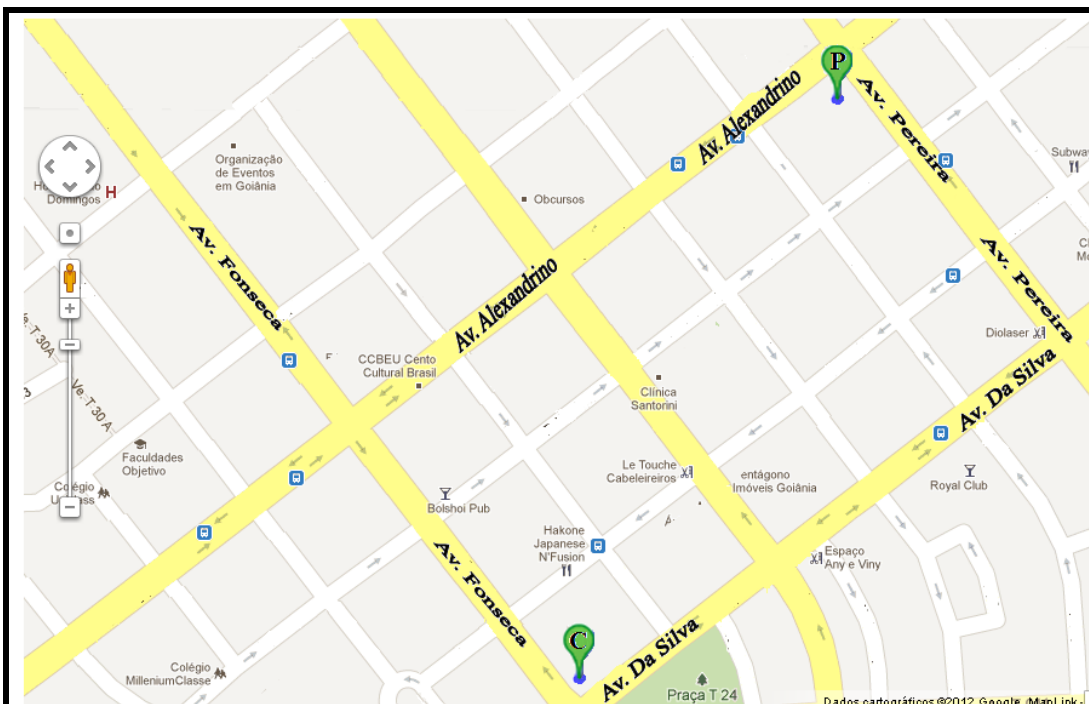 P
Av. Alexandrino
Av. Pereira
Organização
de Eventos
em Goiânia
Subway
H
Domingos
Obcursos
Av. Fonseca
Av. Pereira
Av. Alexandrino
Diolaser
CCBEU Cento
Cultural Brasil
Clínica
Santorini
Av. Da Silva
Ve. T 30 A
Faculdades
Objetivo
Le Touche
Cabeleireiros
entágono
Imóveis Goiânia
Royal Club
Colégio
Bolshoi Pub
Hakone
Japanese
N'Fusion
Espaço
Any e Viny
Av. Fonseca
C
Av. Da Silva
Colégio
MilleniumClasse
Praça T 24
Dados cartográficos ©2012 Google, MapLink -